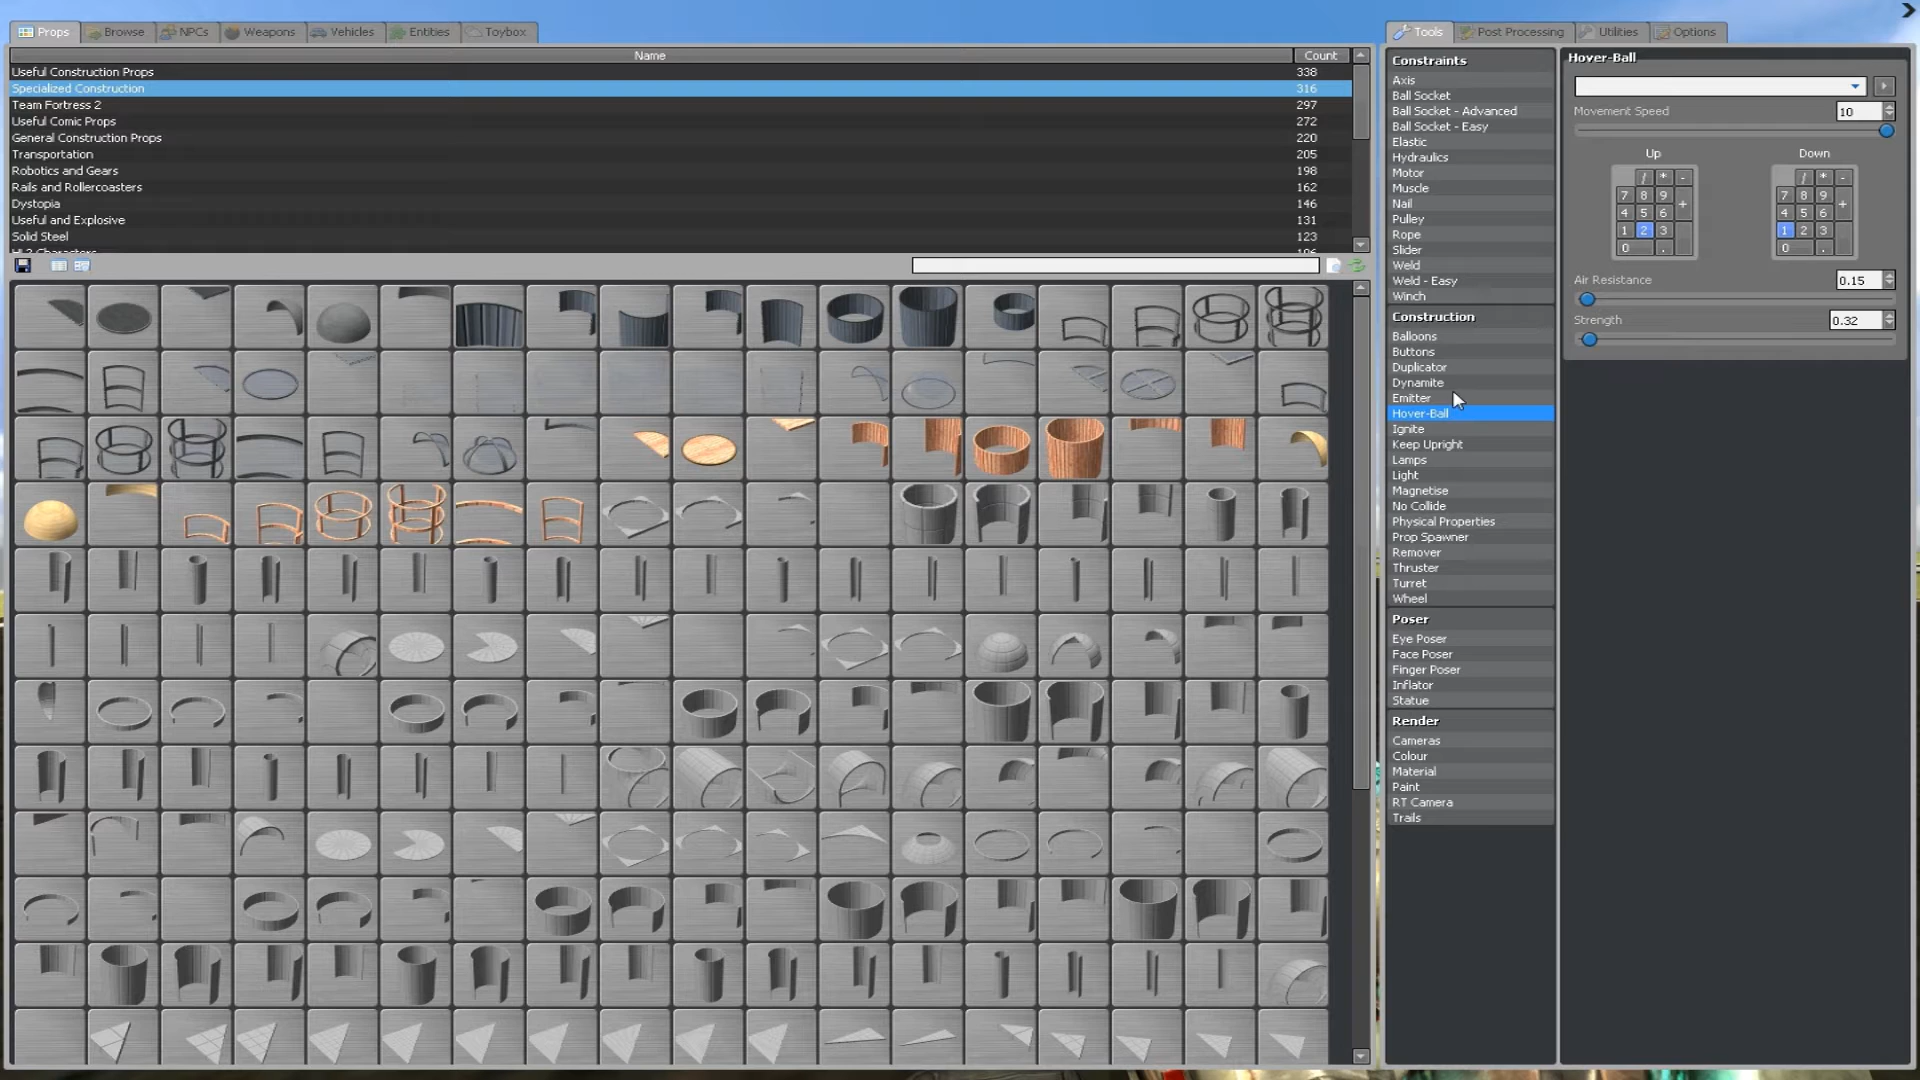 Props Browse NPCs Weapons Vehicles Entities Toybox
Name Count
Useful Construction Props 338
Specialized Construction 316
Team Fortress 2 297
Useful Comic Props 272
General Construction Props 220
Transportation 205
Robotics and Gears 198
Rails and Rollercoasters 162
Dystopia 146
Useful and Explosive 131
Solid Steel 123
Tools Post Processing Utilities Options
Constraints
Axis
Ball Socket
Ball Socket - Advanced
Ball Socket - Easy
Elastic
Hydraulics
Motor
Muscle
Nail
Pulley
Rope
Slider
Weld
Weld - Easy
Winch
Construction
Balloons
Buttons
Duplicator
Dynamite
Emitter
Hover-Ball
Ignite
Keep Upright
Lamps
Light
Magnetise
No Collide
Physical Properties
Prop Spawner
Remover
Thruster
Turret
Wheel
Poser
Eye Poser
Face Poser
Finger Poser
Inflator
Statue
Render
Cameras
Colour
Material
Paint
RT Camera
Trails
Hover-Ball
Movement Speed 10
Up Down
/ * - / * -
7 8 9 + 7 8 9 +
4 5 6 4 5 6
1 2 3 1 2 3
0 . 0 .
Air Resistance 0.15
Strength 0.32